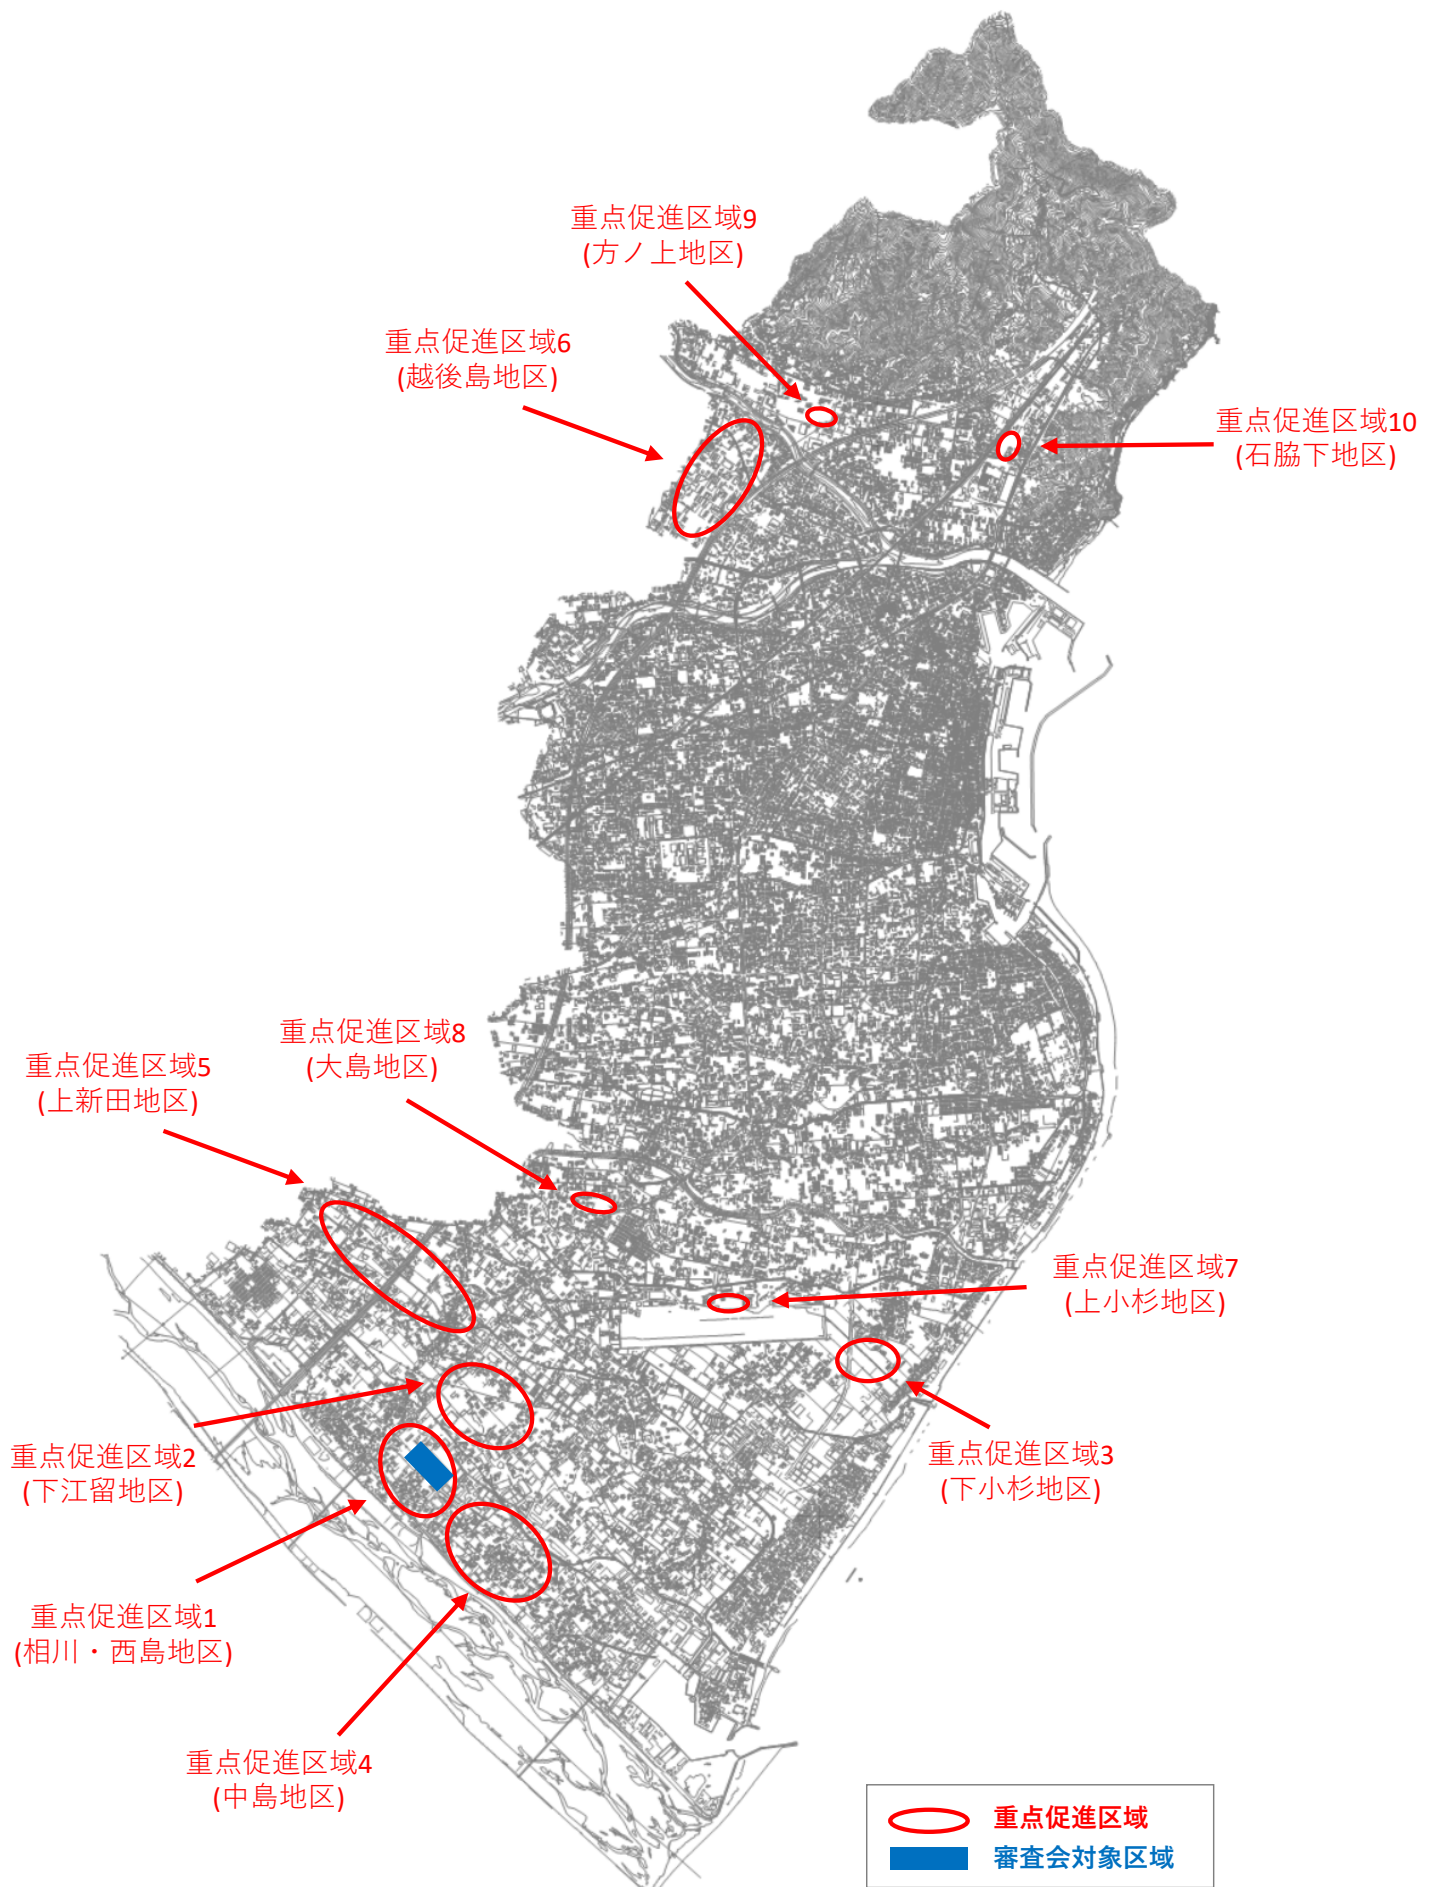 重点促進区域9
(方ノ上地区)
重点促進区域6
(越後島地区)
重点促進区域10
(石脇下地区)
重点促進区域8
(大島地区)
重点促進区域5
(上新田地区)
重点促進区域7
(上小杉地区)
重点促進区域2
(下江留地区)
重点促進区域3
(下小杉地区)
重点促進区域1
(相川・西島地区)
重点促進区域4
(中島地区)
重点促進区域
審査会対象区域